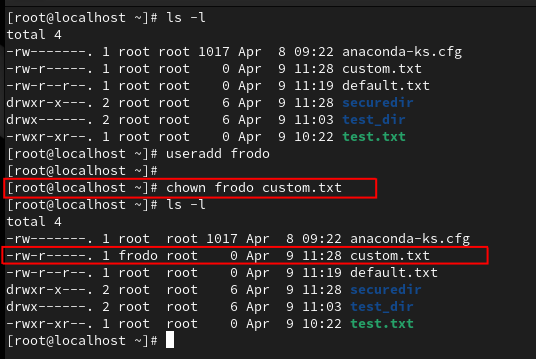 [root@localhost ~]# ls -l
total 4
-rw-------. 1 root root 1017 Apr  8 09:22 anaconda-ks.cfg
-rw-r-----. 1 root root    0 Apr  9 11:28 custom.txt
-rw-r--r--. 1 root root    0 Apr  9 11:19 default.txt
drwxr-x---. 2 root root    6 Apr  9 11:28 securedir
drwx------. 2 root root    6 Apr  9 11:03 test_dir
-rwxr-xr--. 1 root root    0 Apr  9 10:22 test.txt
[root@localhost ~]# useradd frodo
[root@localhost ~]#
[root@localhost ~]# chown frodo custom.txt
[root@localhost ~]# ls -l
total 4
-rw-------. 1 root  root 1017 Apr  8 09:22 anaconda-ks.cfg
-rw-r-----. 1 frodo root    0 Apr  9 11:28 custom.txt
-rw-r--r--. 1 root  root    0 Apr  9 11:19 default.txt
drwxr-x---. 2 root  root    6 Apr  9 11:28 securedir
drwx------. 2 root  root    6 Apr  9 11:03 test_dir
-rwxr-xr--. 1 root  root    0 Apr  9 10:22 test.txt
[root@localhost ~]#